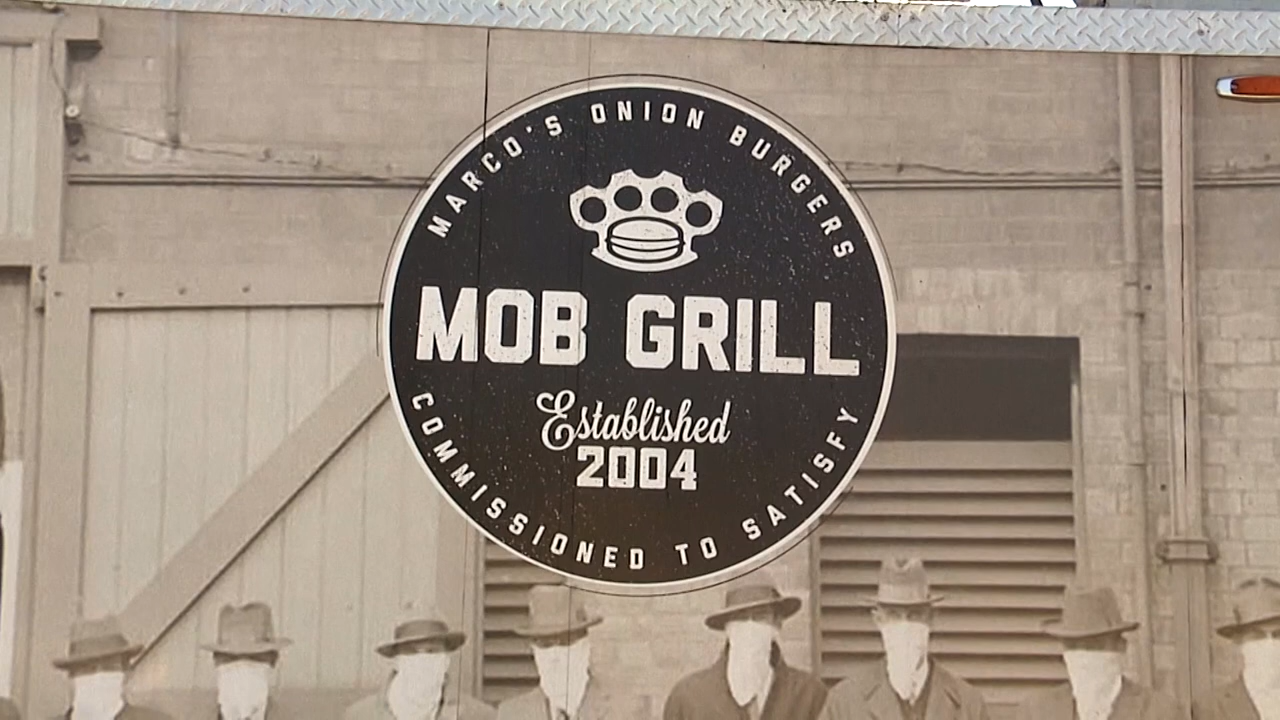 MARCO'S ONION BURGERS
MOB GRILL
Established
2004
COMMISSIONED TO SATISFY